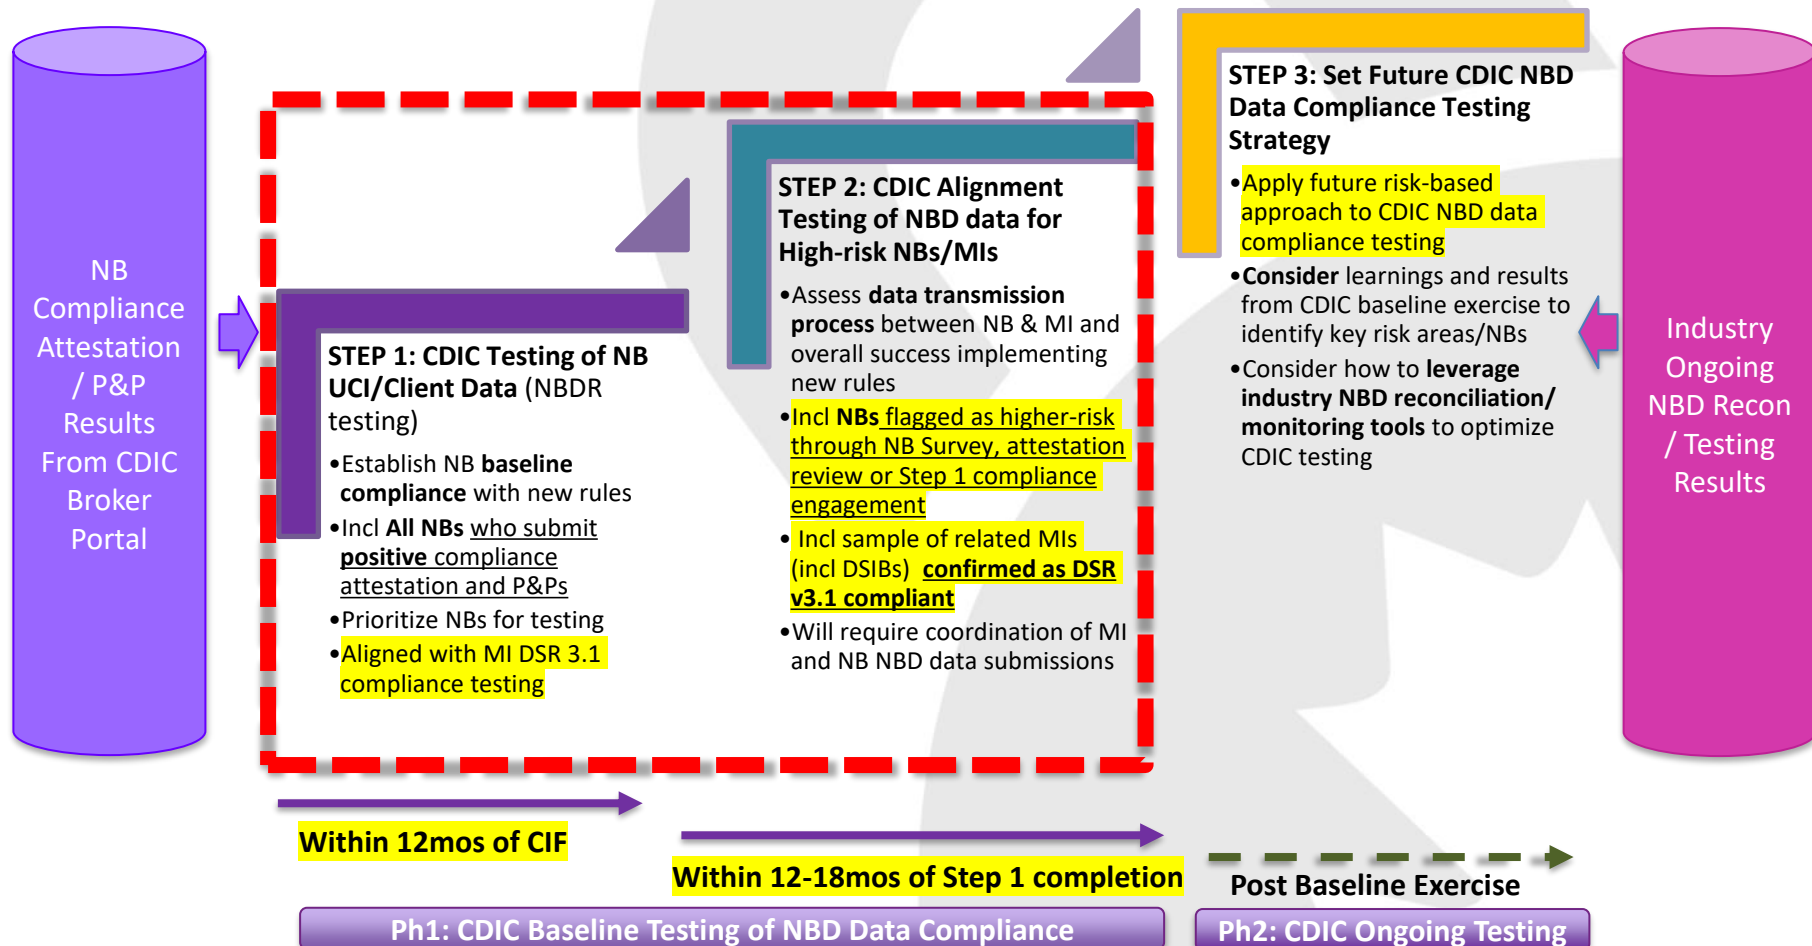 NB
Compliance
Attestation
/ P&P
Results
From CDIC
Broker
Portal
STEP 1: CDIC Testing of NB
UCI/Client Data (NBDR
testing)
•Establish NB baseline
compliance with new rules
•Incl All NBs who submit
positive compliance
attestation and P&Ps
•Prioritize NBs for testing
•Aligned with MI DSR 3.1
compliance testing
STEP 2: CDIC Alignment
Testing of NBD data for
High-risk NBs/MIs
•Assess data transmission
process between NB & MI and
overall success implementing
new rules
•Incl NBs flagged as higher-risk
through NB Survey, attestation
review or Step 1 compliance
engagement
• Incl sample of related MIs
(incl DSIBs) confirmed as DSR
v3.1 compliant
•Will require coordination of MI
and NB NBD data submissions
STEP 3: Set Future CDIC NBD
Data Compliance Testing
Strategy
•Apply future risk-based
approach to CDIC NBD data
compliance testing
•Consider learnings and results
from CDIC baseline exercise to
identify key risk areas/NBs
•Consider how to leverage
industry NBD reconciliation/
monitoring tools to optimize
CDIC testing
Industry
Ongoing
NBD Recon
/ Testing
Results
Within 12mos of CIF
Within 12-18mos of Step 1 completion
Post Baseline Exercise
Ph1: CDIC Baseline Testing of NBD Data Compliance
Ph2: CDIC Ongoing Testing